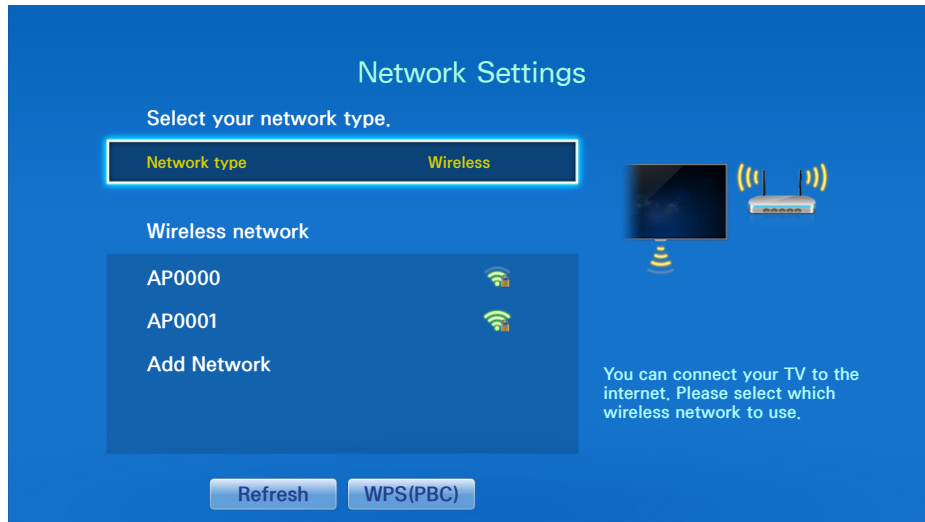 Network Settings
Select your network type.
Network type Wireless
Wireless network
AP0000
AP0001
Add Network
You can connect your TV to the
internet. Please select which
wireless network to use.
Refresh WPS(PBC)